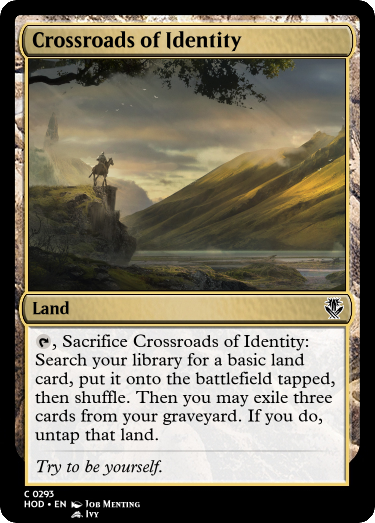 Crossroads of Identity
Land
, Sacrifice Crossroads of Identity:
Search your library for a basic land
card, put it onto the battlefield tapped,
then shuffle. Then you may exile three
cards from your graveyard. If you do,
untap that land.
Try to be yourself.
C 0293
HOD • EN Job Menting
Ivy